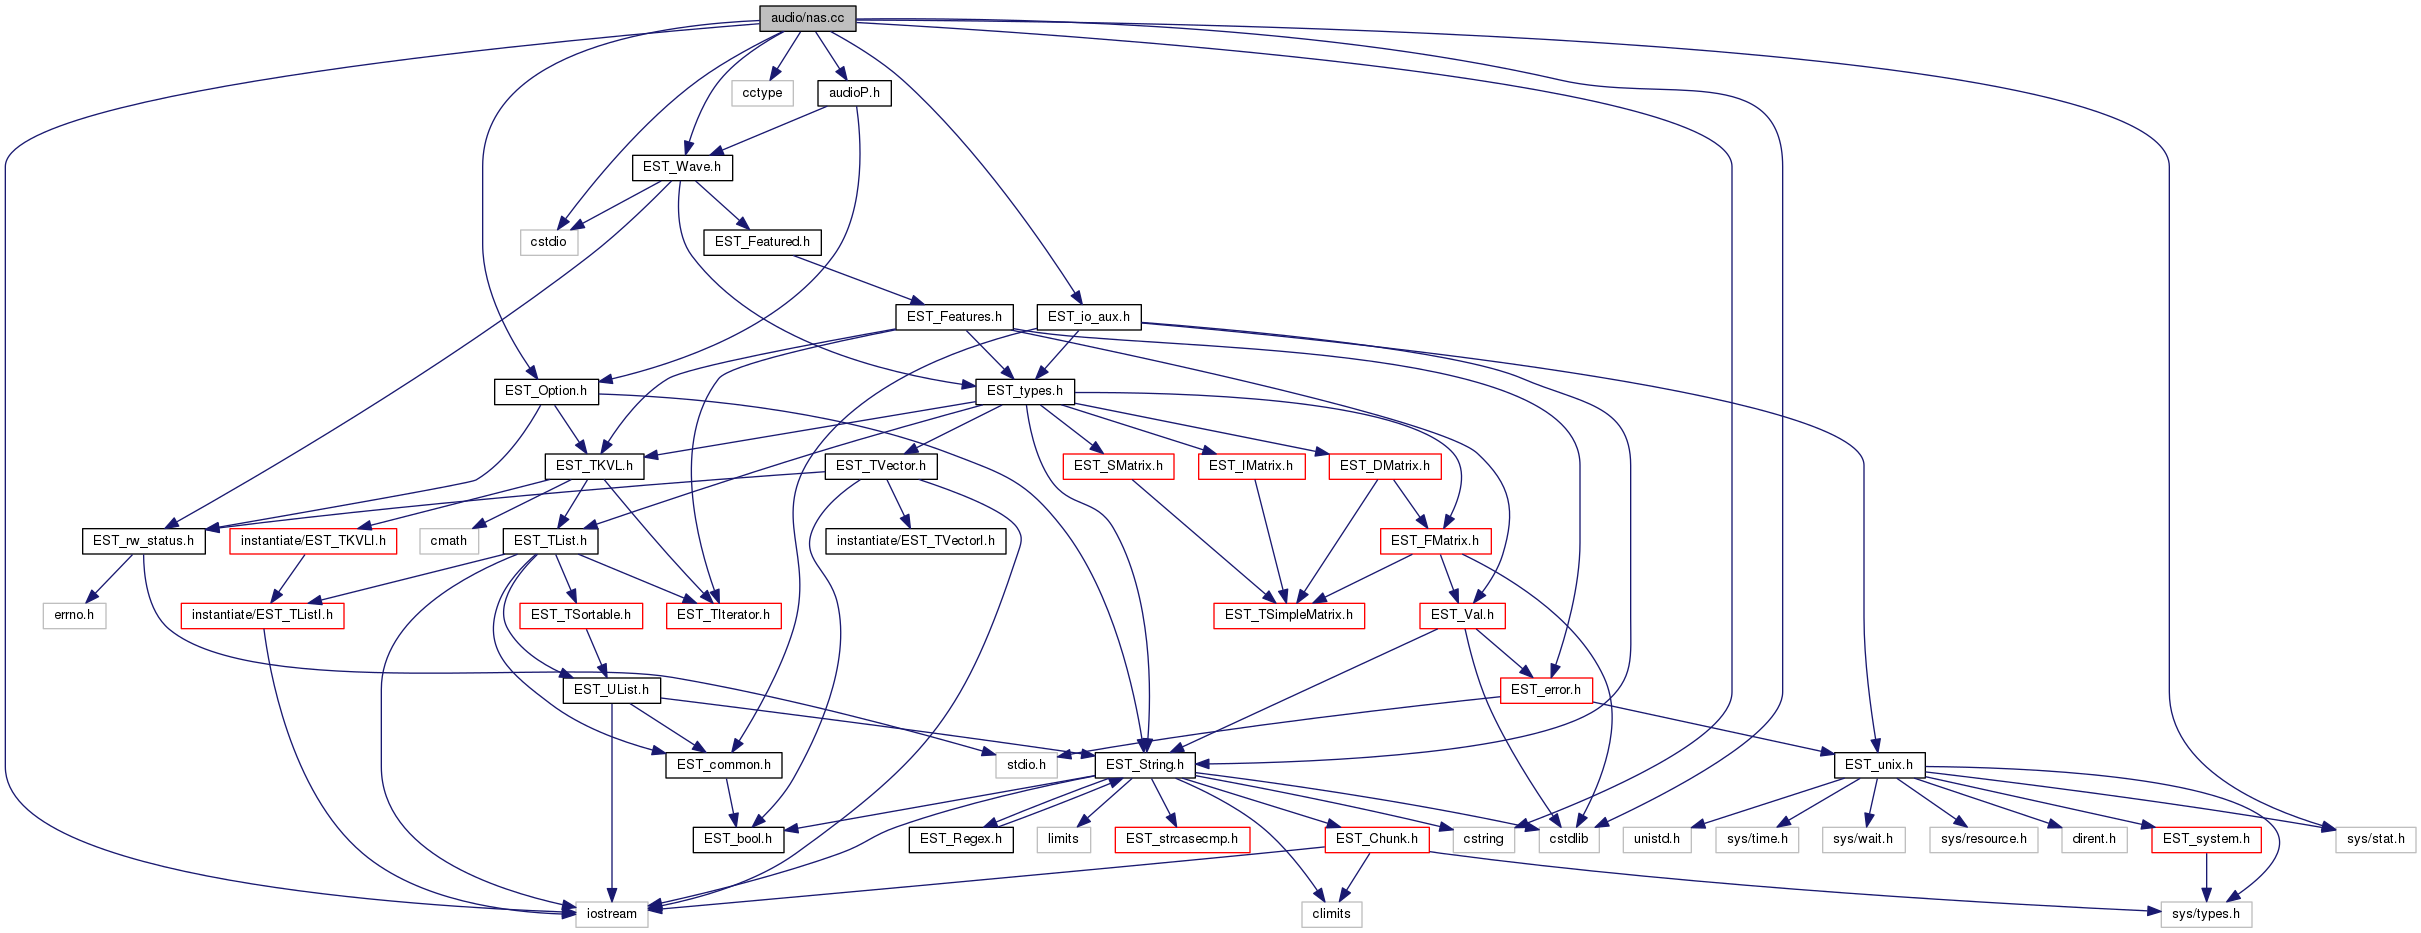 audio/nas.cc
cctype
audioP.h
EST_Wave.h
cstdio
EST_Featured.h
EST_Features.h
EST_io_aux.h
EST_Option.h
EST_types.h
EST_TKVL.h
EST_TVector.h
EST_SMatrix.h
EST_IMatrix.h
EST_DMatrix.h
EST_rw_status.h
instantiate/EST_TKVLI.h
cmath
EST_TList.h
instantiate/EST_TVectorI.h
EST_FMatrix.h
errno.h
instantiate/EST_TListI.h
EST_TSortable.h
EST_TIterator.h
EST_TSimpleMatrix.h
EST_Val.h
EST_UList.h
EST_error.h
EST_common.h
stdio.h
EST_String.h
EST_unix.h
EST_bool.h
EST_Regex.h
limits
EST_strcasecmp.h
EST_Chunk.h
cstring
cstdlib
unistd.h
sys/time.h
sys/wait.h
sys/resource.h
dirent.h
EST_system.h
sys/stat.h
iostream
climits
sys/types.h